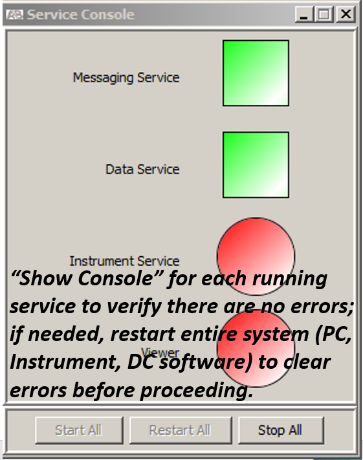 AB Service Console
Messaging Service
Data Service
Instrument Service
“Show Console” for each running
service to verify there are no errors;
if needed, restart entire system (PC,
Viewer
Instrument, DC software) to clear
errors before proceeding.
Start All
Restart All
Stop All